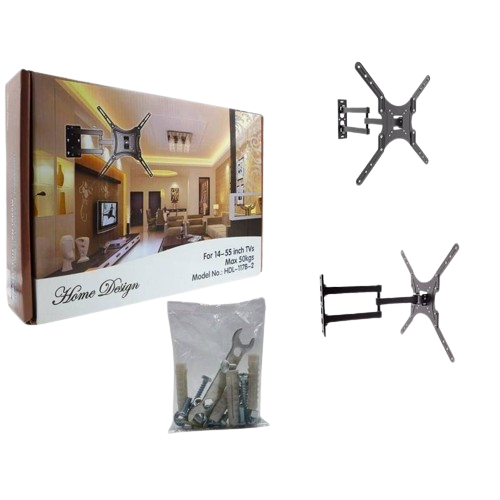 For 14-55 inch TVs
Max 50kgs
Model No.: HDL-117B-2
Home Design